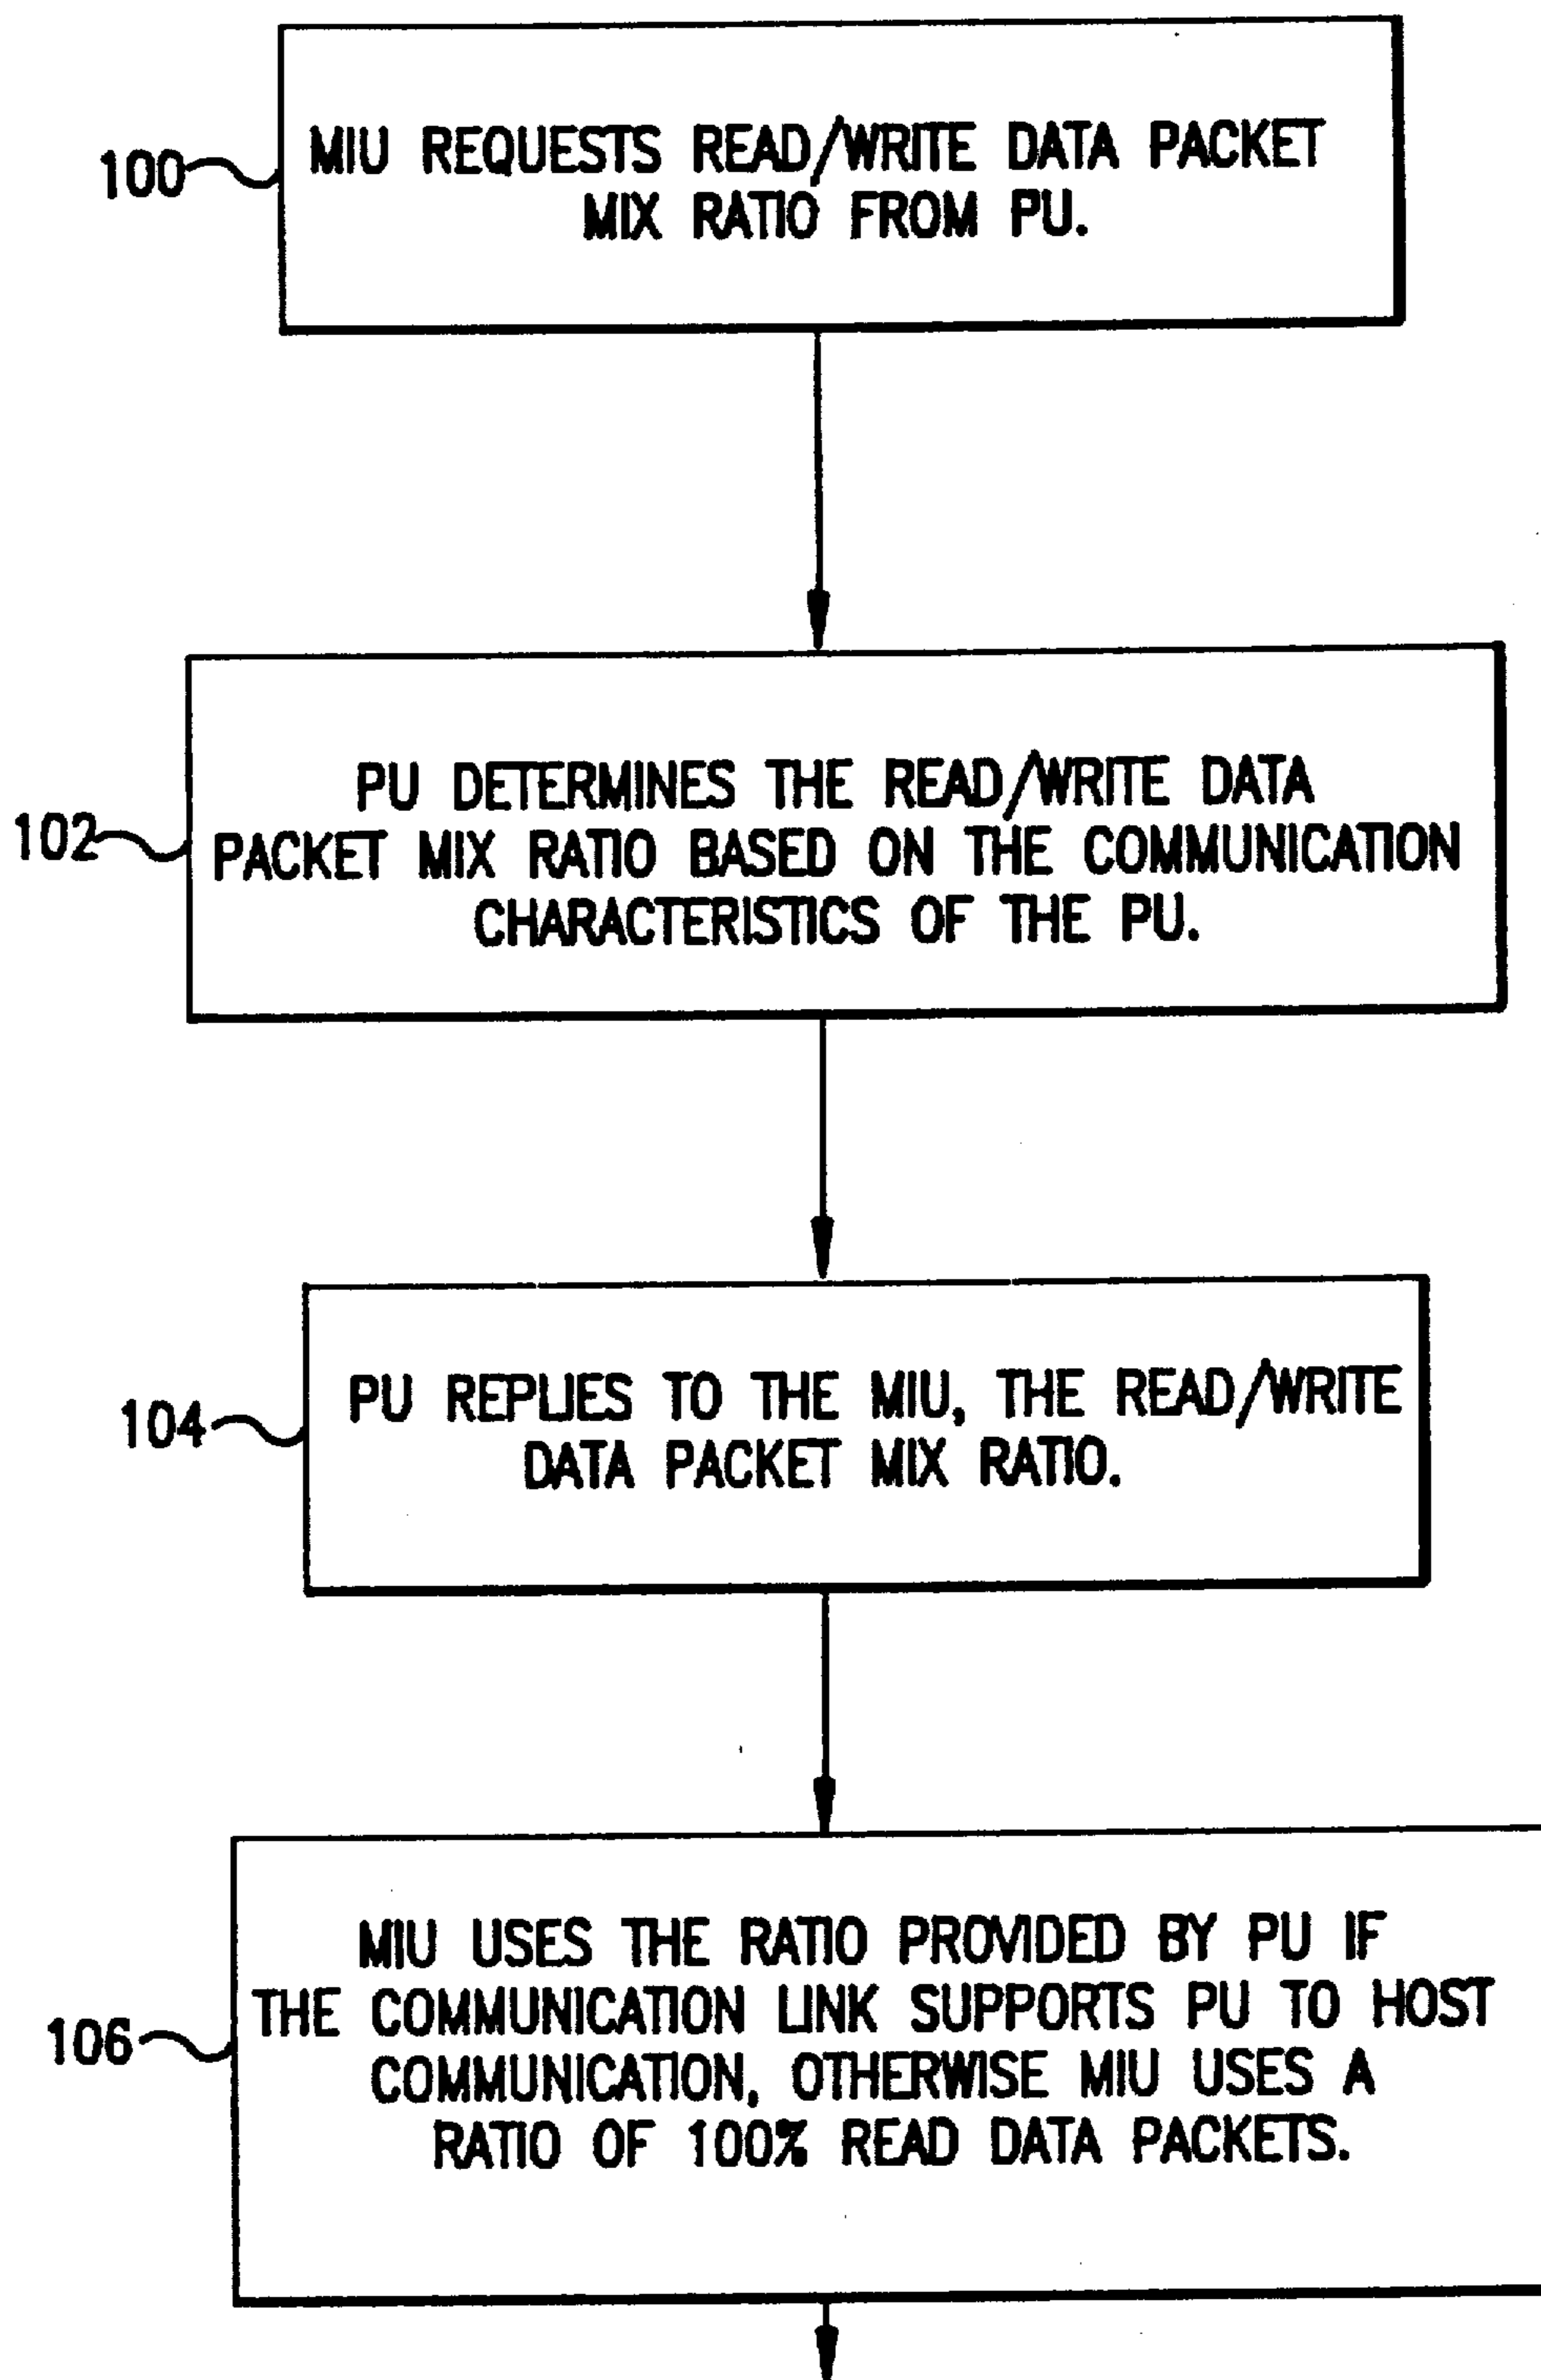 MIU REQUESTS READ/WRITE DATA PACKET
100
MIX RATIO FROM PU.
PU DETERMINES THE READ/WRITE DATA
102
PACKET MIX RATIO BASED ON THE COMMUNICATION
CHARACTERISTICS OF THE PU.
PU REPLIES TO THE MIU, THE READ/WRITE
104
DATA PACKET MIX RATIO.
MIU USES THE RATIO PROVIDED BY PU IF
THE COMMUNICATION LINK SUPPORTS PU TO HOST
106
COMMUNICATION, OTHERWISE MIU USES A
RATIO OF 100% READ DATA PACKETS.